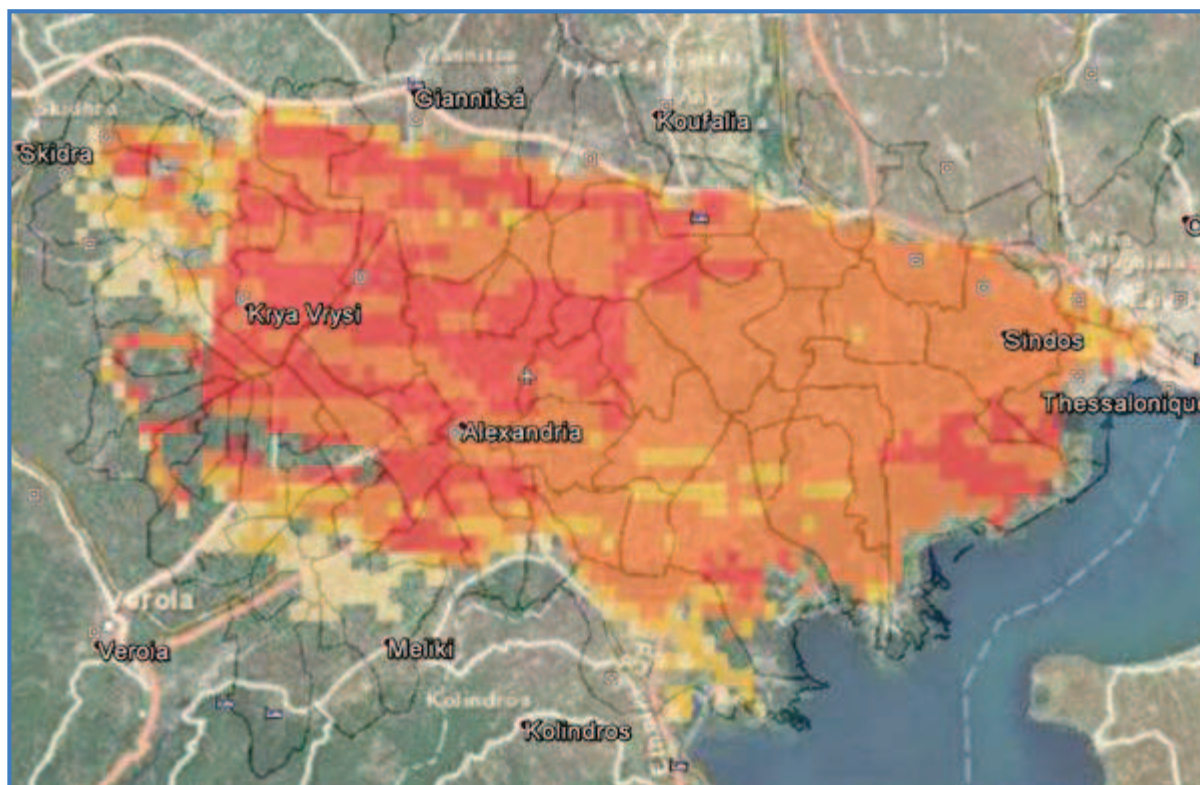 Giannitsá
Koufalia
Skidra
Krya Vrysi
Sindos
Thessalonique
Alexandria
Veroia
Veroia
Meliki
Kolindros
Kolindros